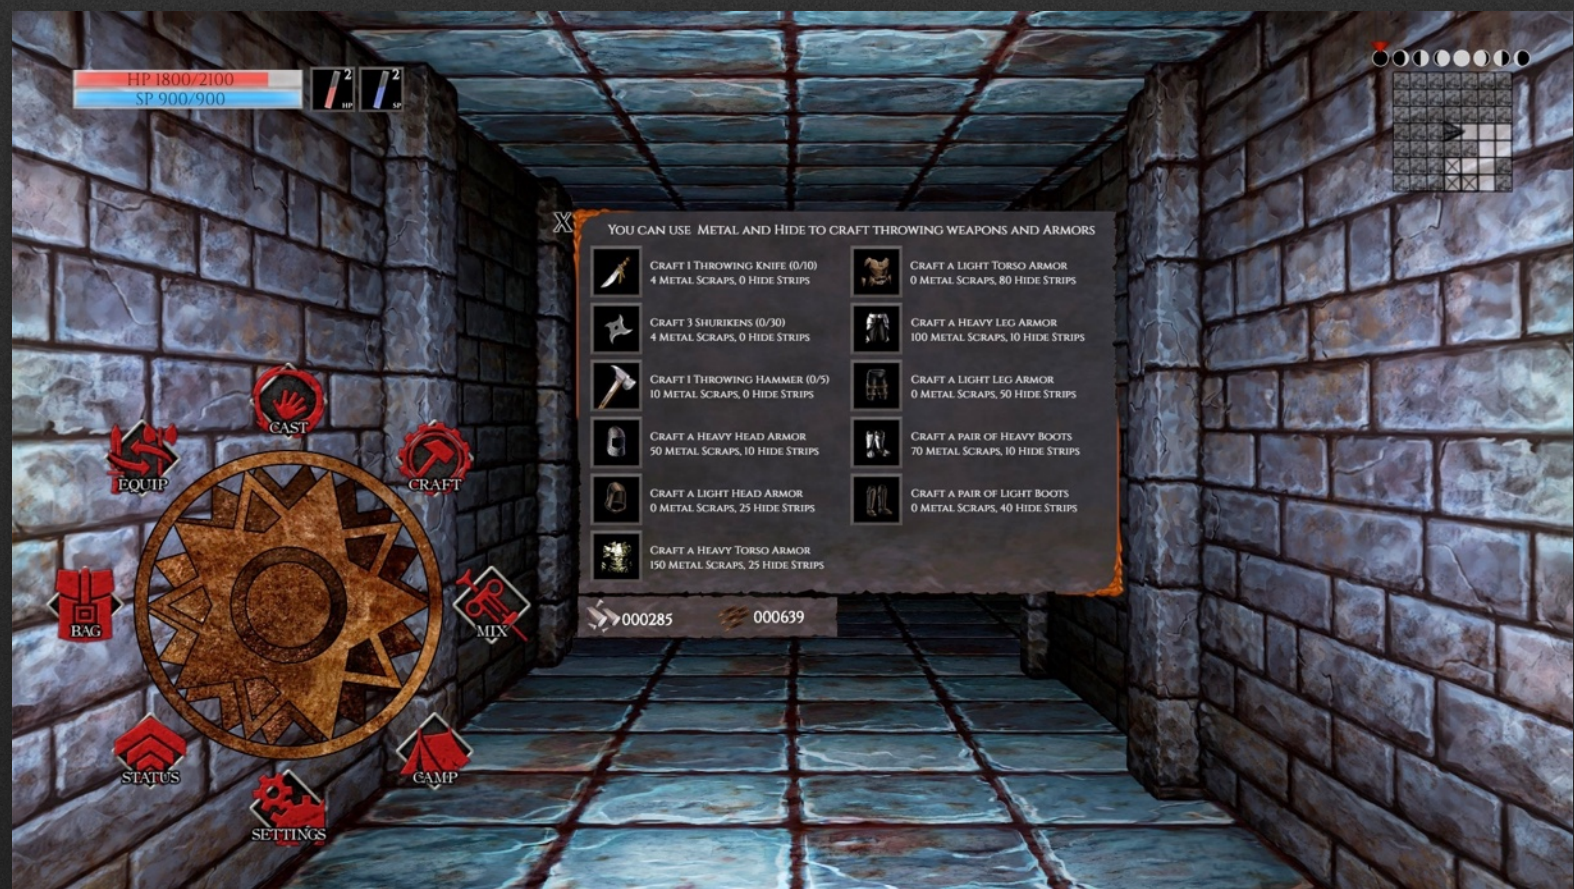 HP 1800/2100
SP 900/900
2
HP
2
SP
X
You can use Metal and Hide to craft throwing weapons and Armors
Craft 1 Throwing Knife (0/10)
4 Metal Scraps, 0 Hide Strips
Craft 3 Shurikens (0/30)
4 Metal Scraps, 0 Hide Strips
Craft 1 Throwing Hammer (0/5)
10 Metal Scraps, 0 Hide Strips
Craft a Heavy Head Armor
50 Metal Scraps, 10 Hide Strips
Craft a Light Head Armor
0 Metal Scraps, 25 Hide Strips
Craft a Heavy Torso Armor
150 Metal Scraps, 25 Hide Strips
Craft a Light Torso Armor
0 Metal Scraps, 80 Hide Strips
Craft a Heavy Leg Armor
100 Metal Scraps, 10 Hide Strips
Craft a Light Leg Armor
0 Metal Scraps, 50 Hide Strips
Craft a pair of Heavy Boots
70 Metal Scraps, 10 Hide Strips
Craft a pair of Light Boots
0 Metal Scraps, 40 Hide Strips
000285
000639
CAST
EQUIP
CRAFT
BAG
MIX
STATUS
CAMP
SETTINGS